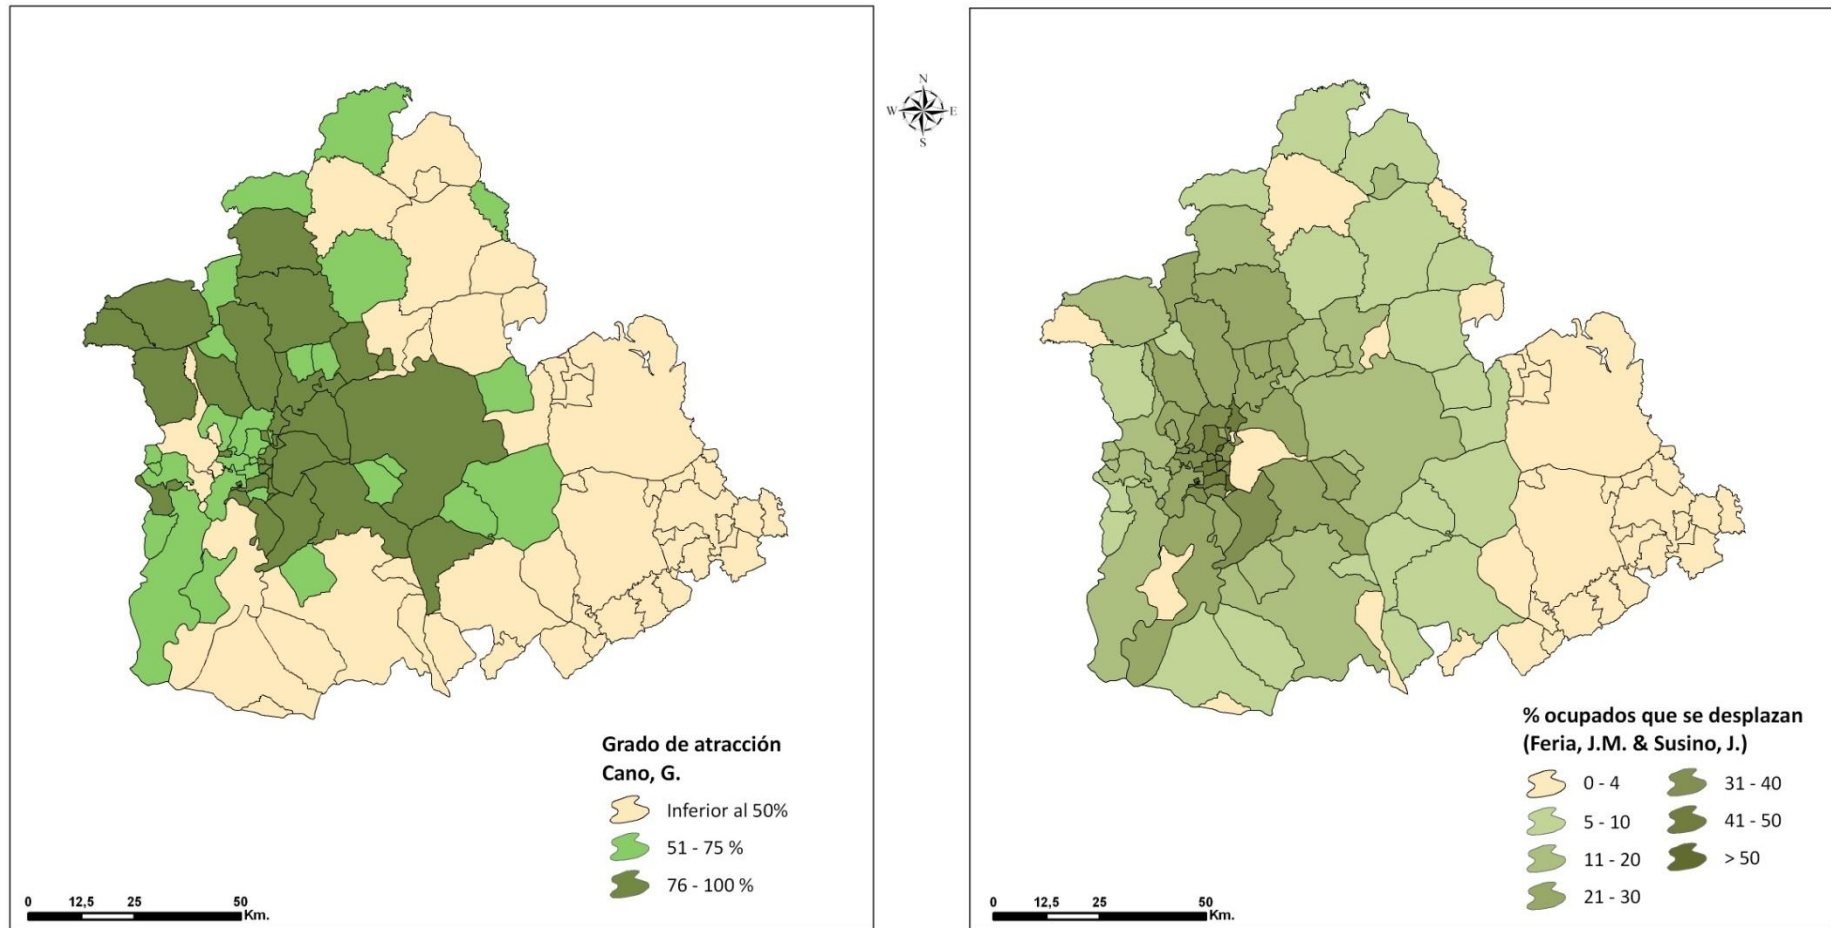 N
W E
S
Grado de atracción
Cano, G.
Inferior al 50%
51 - 75 %
76 - 100 %
0 12,5 25 50
Km.
% ocupados que se desplazan
(Feria, J.M. & Susino, J.)
0 - 4
5 - 10
11 - 20
21 - 30
31 - 40
41 - 50
> 50
0 12,5 25 50
Km.